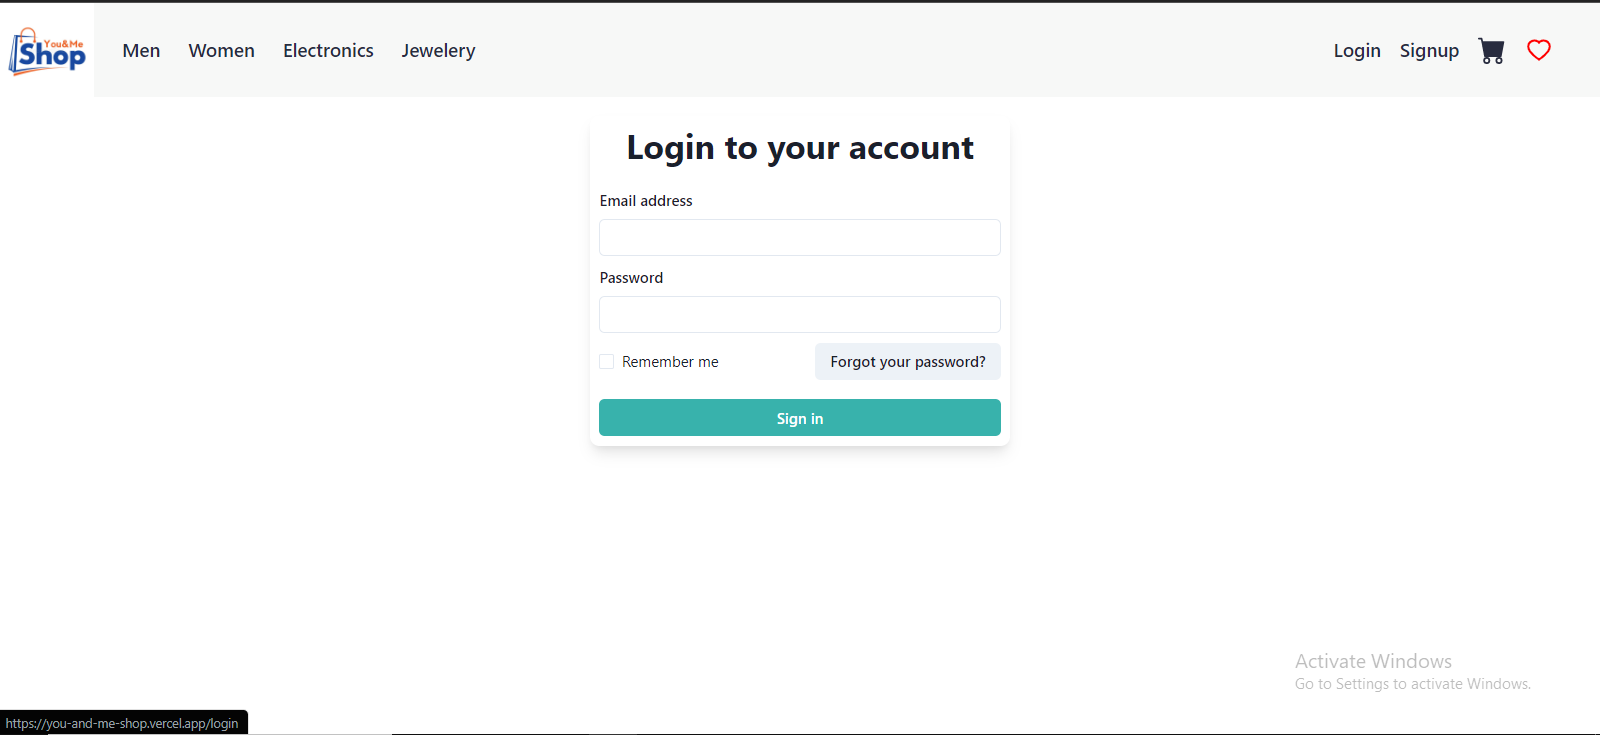 You&Me
Shop
Men Women Electronics Jewelery
Login Signup
Login to your account
Email address
Password
Remember me
Forgot your password?
Sign in
Activate Windows
Go to Settings to activate Windows.
https://you-and-me-shop.vercel.app/login